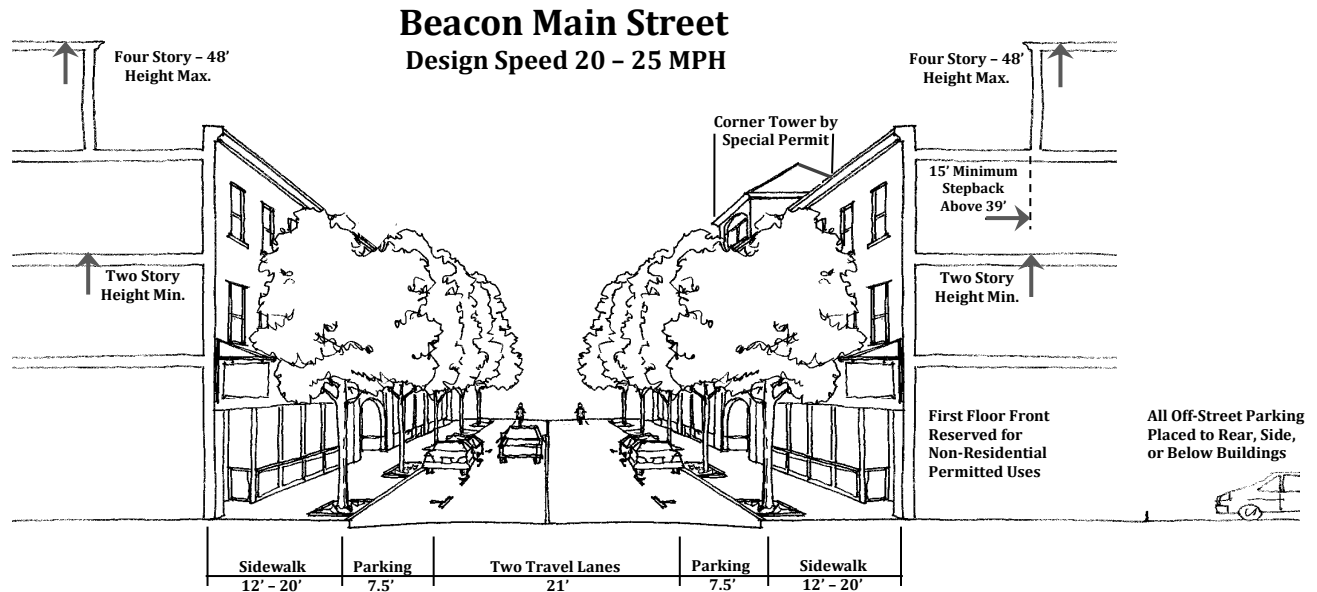 Beacon Main Street
Design Speed 20 – 25 MPH
Four Story – 48’
Height Max.
Four Story – 48’
Height Max.
Corner Tower by
Special Permit
15’ Minimum
Stepback
Above 39’
Two Story
Height Min.
Two Story
Height Min.
First Floor Front
Reserved for
Non-Residential
Permitted Uses
All Off-Street Parking
Placed to Rear, Side,
or Below Buildings
Sidewalk
12’ – 20’
Parking
7.5’
Two Travel Lanes
21’
Parking
7.5’
Sidewalk
12’ – 20’